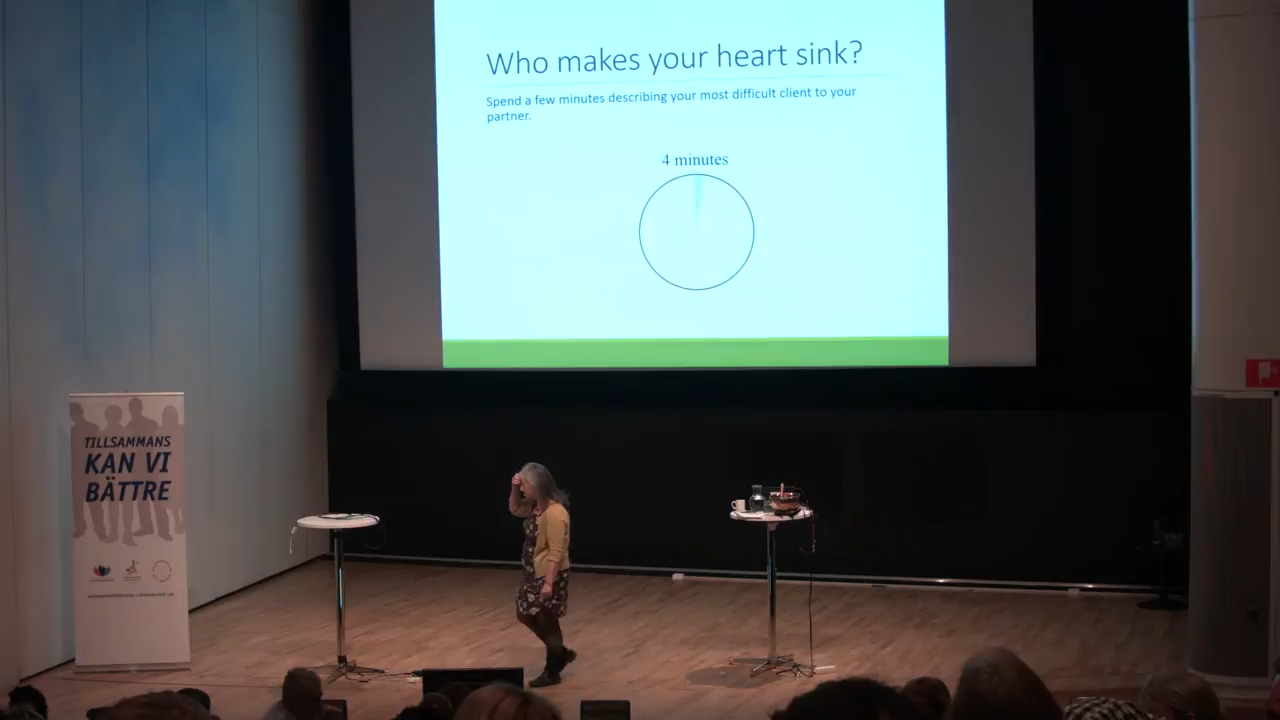 Who makes your heart sink?
Spend a few minutes describing your most difficult client to your
partner.
4 minutes
TILLSAMMANS
KAN VI
BÄTTRE